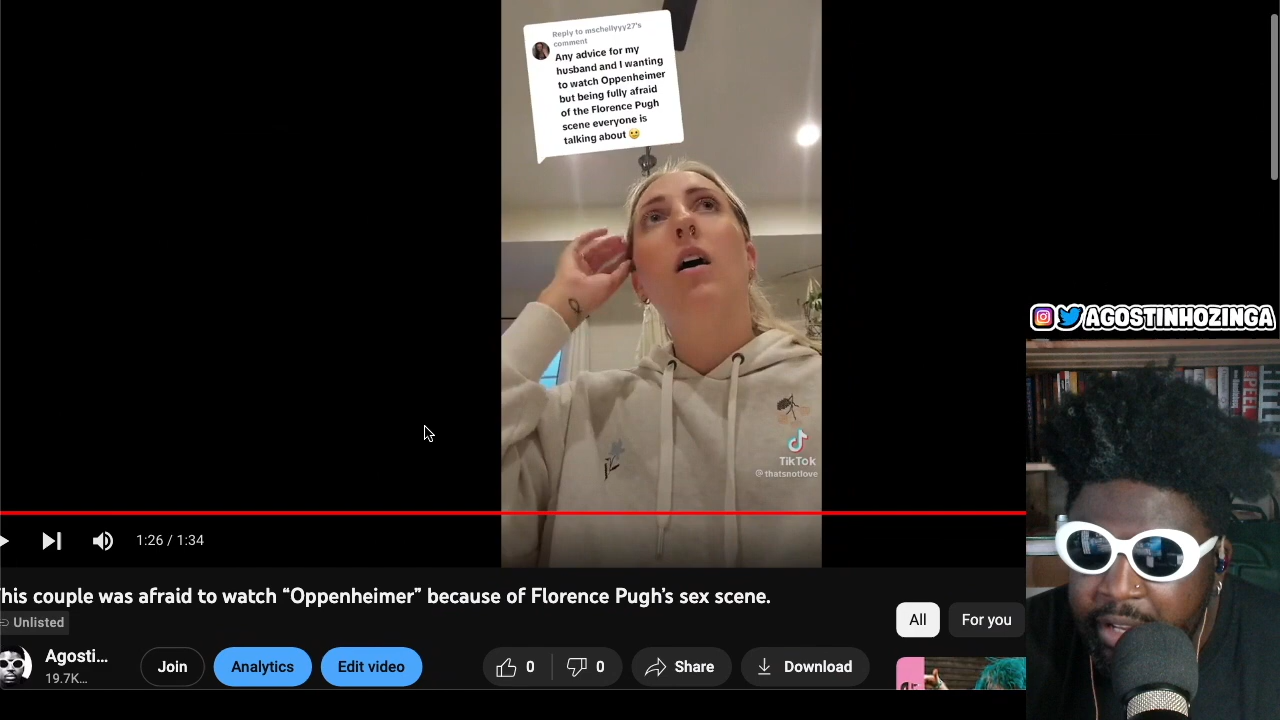 Reply to mschellyyy27's
comment
Any advice for my
husband and I wanting
to watch Oppenheimer
but being fully afraid
of the Florence Pugh
scene everyone is
talking about 😀
TikTok
@thatsnotlove
AGOSTINHOZINGA
1:26 / 1:34
his couple was afraid to watch “Oppenheimer” because of Florence Pugh’s sex scene.
Unlisted
All
For you
Agosti...
19.7K...
Join
Analytics
Edit video
0
0
Share
Download